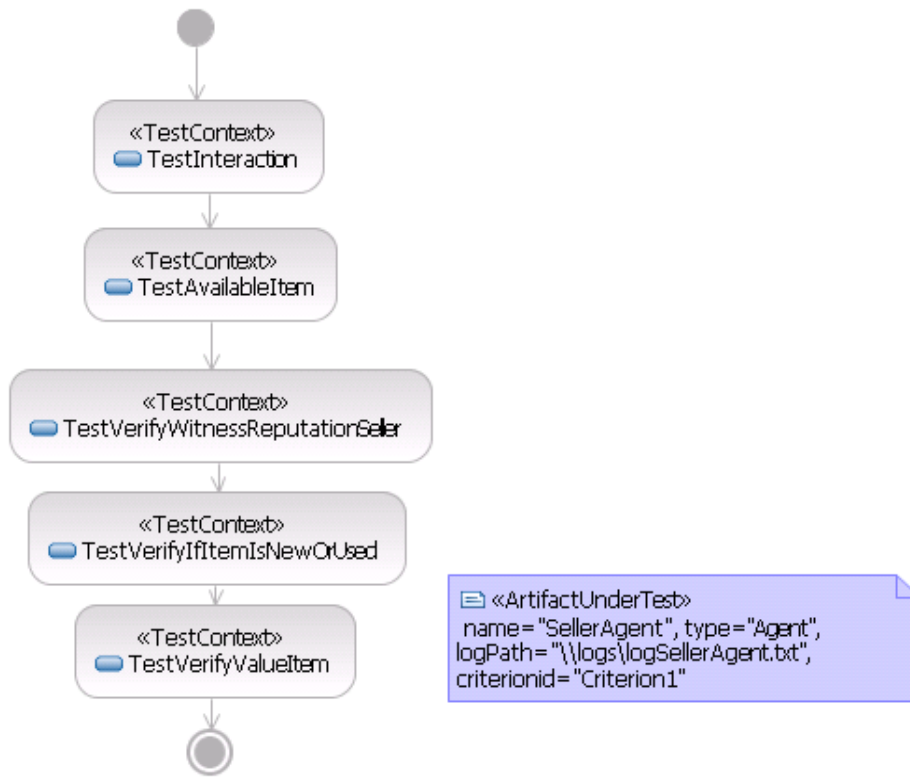 «TestContext»
TestInteraction
«TestContext»
TestAvailableItem
«TestContext»
TestVerifyWitnessReputationSeller
«TestContext»
TestVerifyIfItemIsNewOrUsed
«TestContext»
TestVerifyValueItem
«ArtifactUnderTest»
name="SellerAgent", type="Agent",
logPath="\\logs\logSellerAgent.txt",
criterionid="Criterion1"